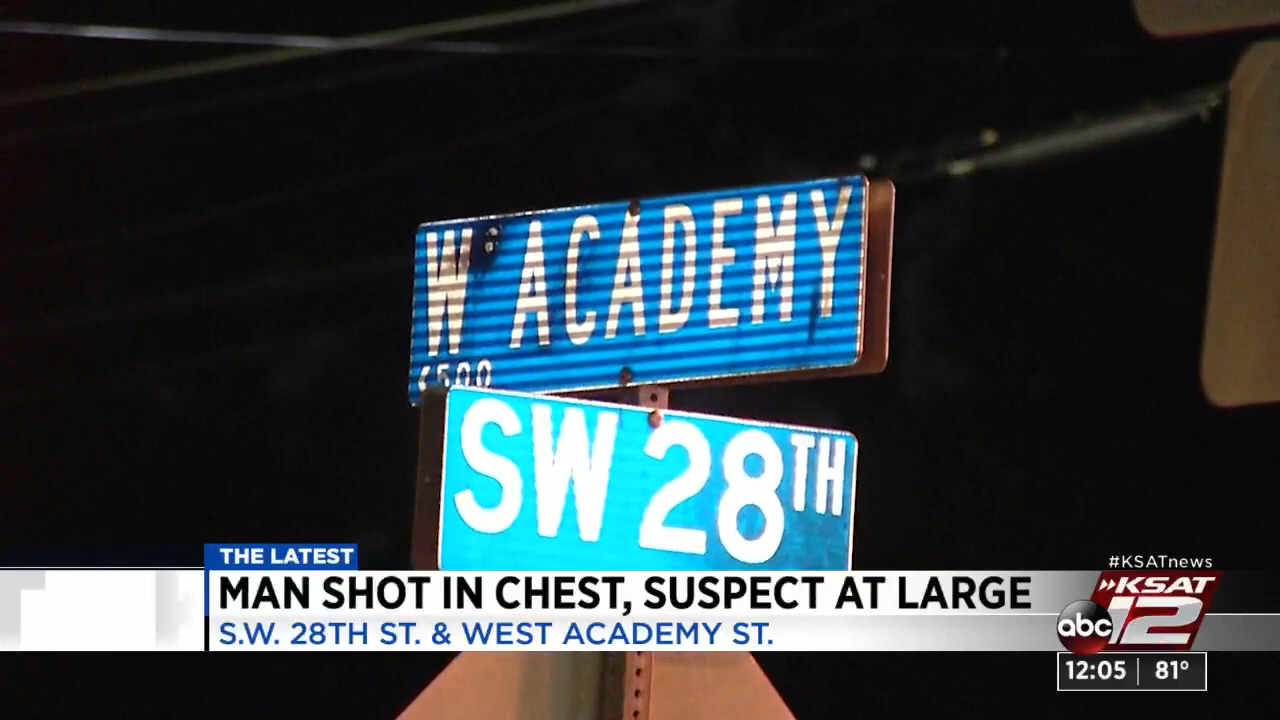 W ACADEMY
SW 28TH
THE LATEST
MAN SHOT IN CHEST, SUSPECT AT LARGE
S.W. 28TH ST. & WEST ACADEMY ST.
#KSATnews
KSAT
abc 12
12:05 81°